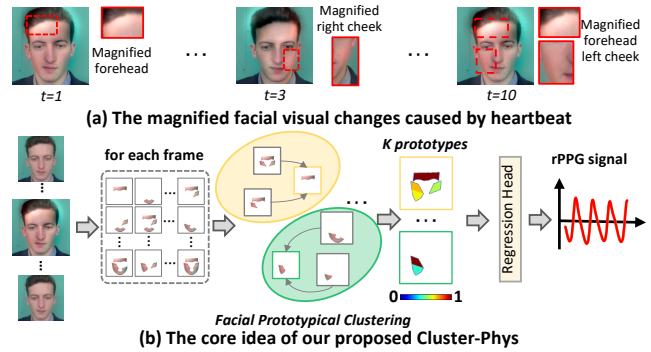 Magnified
forehead
t=1
...
Magnified
right cheek
t=3
...
Magnified
forehead
left cheek
t=10
(a) The magnified facial visual changes caused by heartbeat
for each frame
K prototypes
rPPG signal
Regression Head
0
1
Facial Prototypical Clustering
(b) The core idea of our proposed Cluster-Phys